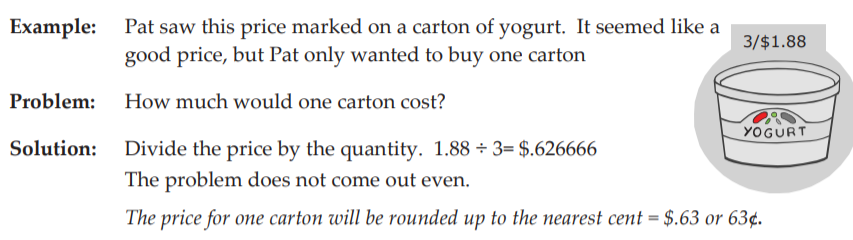 Example: Pat saw this price marked on a carton of yogurt. It seemed like a
good price, but Pat only wanted to buy one carton
3/$1.88
YOGURT
Problem: How much would one carton cost?
Solution: Divide the price by the quantity. 1.88 ÷ 3= $.626666
The problem does not come out even.
The price for one carton will be rounded up to the nearest cent = $.63 or 63¢.